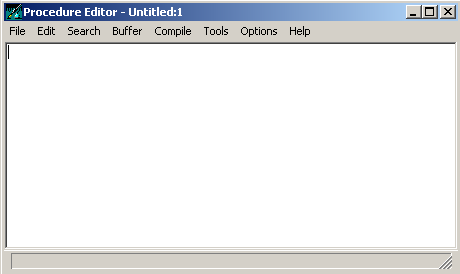 Procedure Editor - Untitled:1
File Edit Search Buffer Compile Tools Options Help